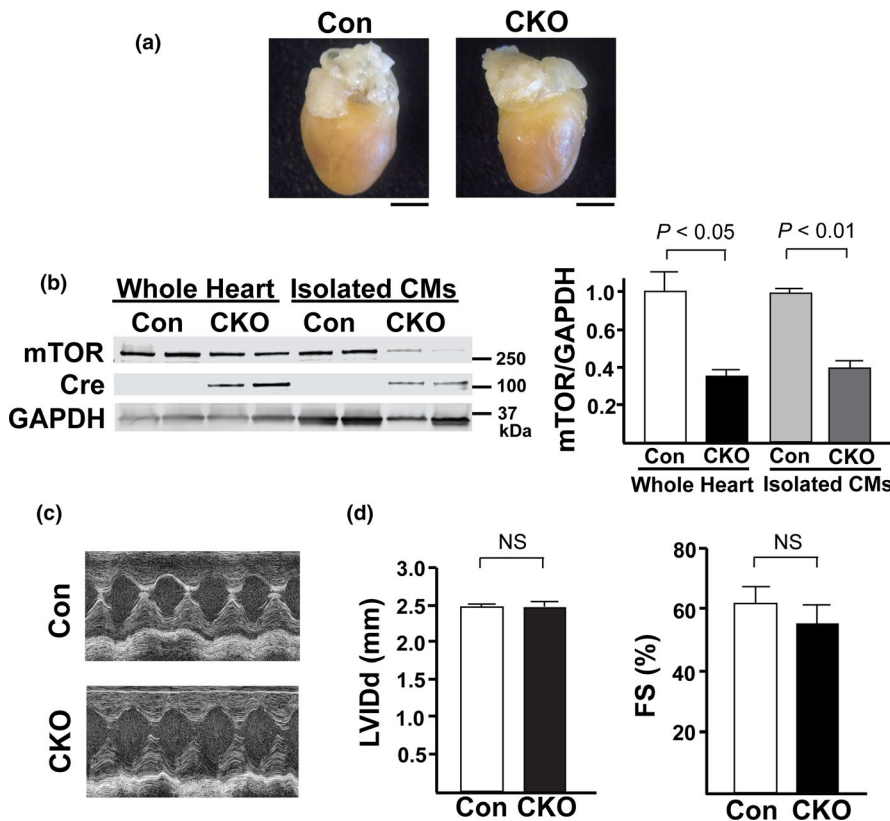 (a)
Con CKO
(b)
Whole Heart Isolated CMs
Con CKO Con CKO
mTOR
250
Cre
100
GAPDH
37
kDa
P < 0.05 P < 0.01
mTOR/GAPDH
1.0
0.6
0.4
0.2
Con CKO Con CKO
Whole Heart Isolated CMs
(c)
Con
CKO
(d)
NS
LVIDd (mm)
3.0
2.5
2.0
1.5
1.0
0.5
Con CKO
NS
FS (%)
80
60
40
20
Con CKO